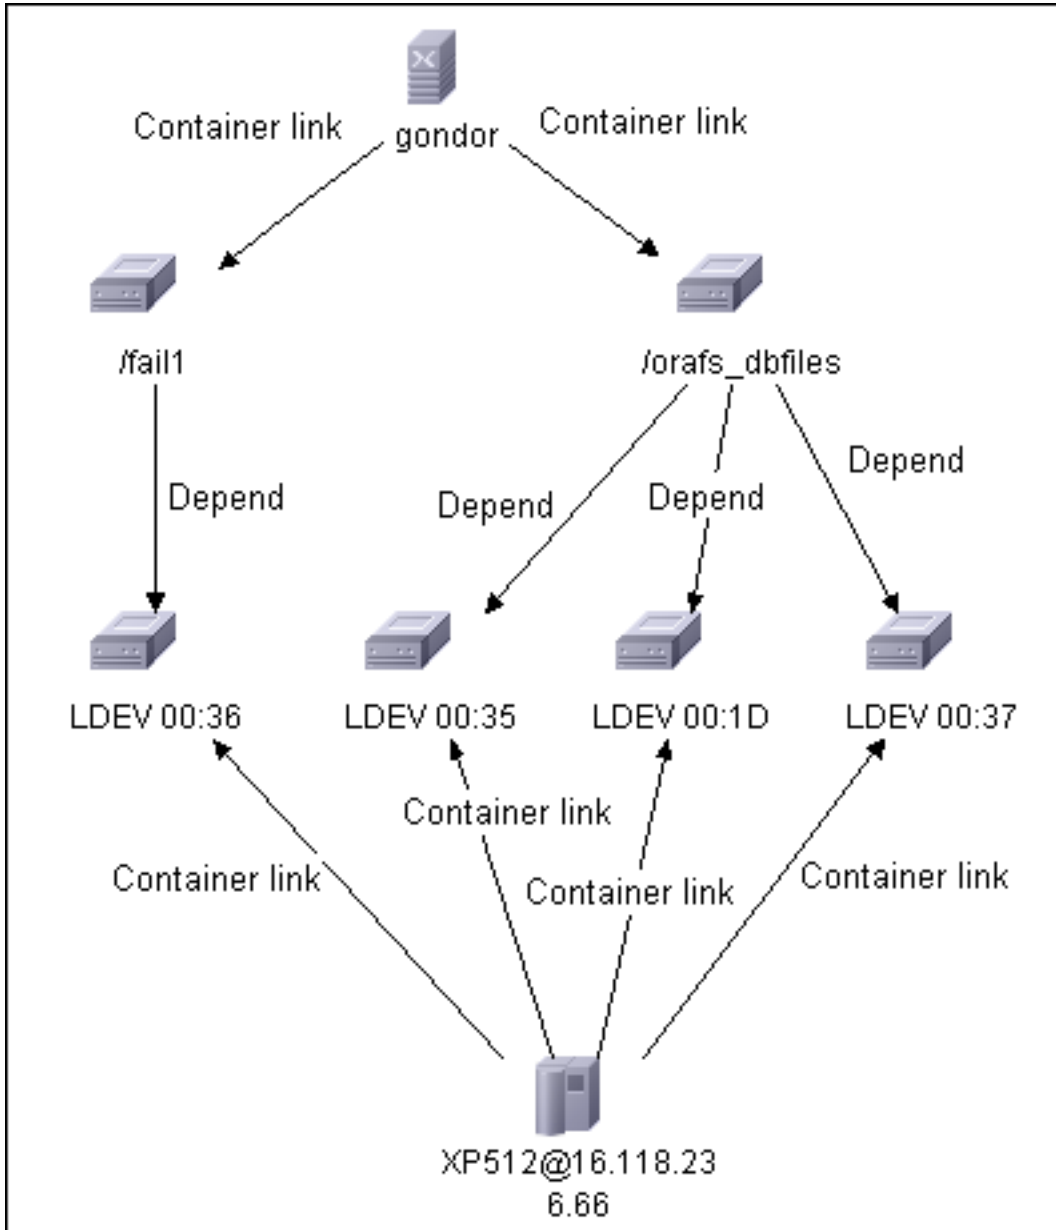 Container link
Container link
gondor
/fail1
/orafs_dbfiles
Depend
Depend
Depend
Depend
LDEV 00:36
LDEV 00:35
LDEV 00:1D
LDEV 00:37
Container link
Container link
Container link
Container link
XP512@16.118.23
6.66